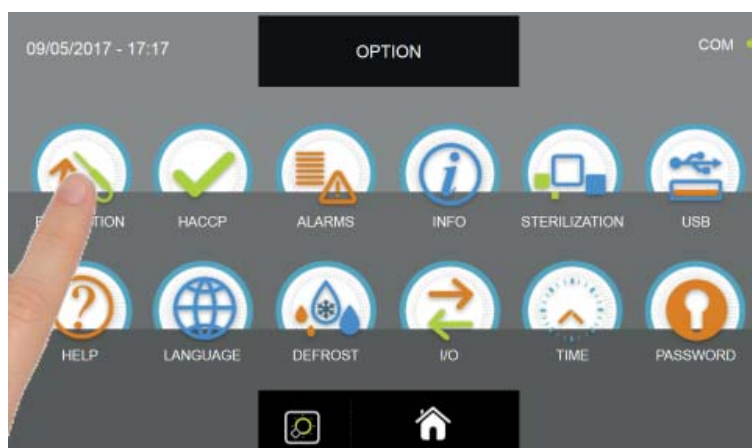 09/05/2017 - 17:17
OPTION
COM
HACCP
ALARMS
INFO
STERILIZATION
USB
HELP
LANGUAGE
DEFROST
I/O
TIME
PASSWORD